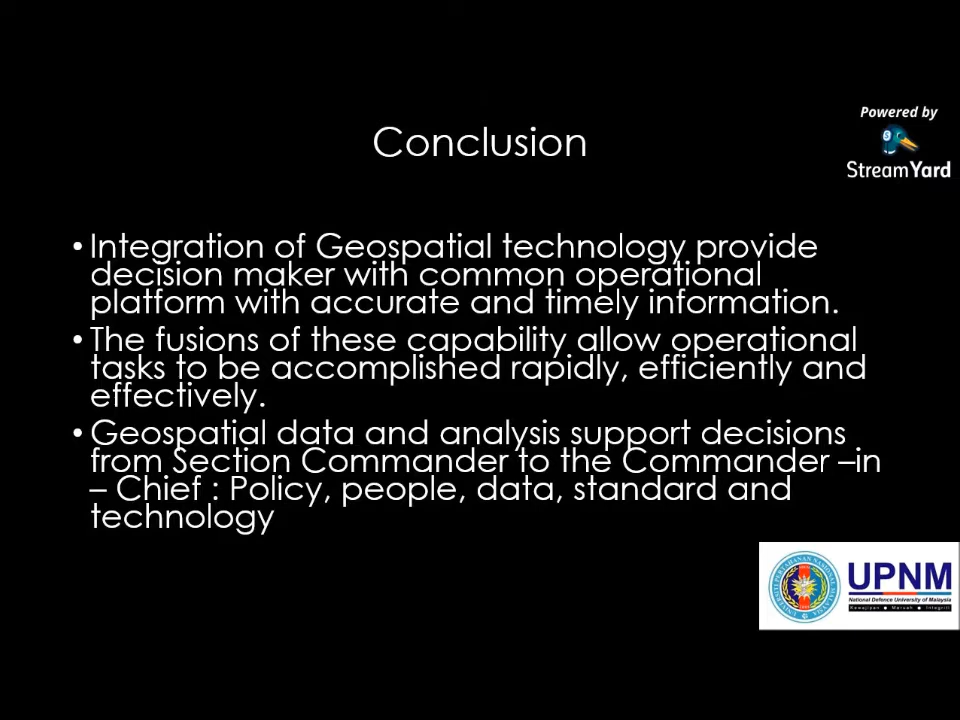 Powered by
StreamYard
Conclusion
• Integration of Geospatial technology provide
decision maker with common operational
platform with accurate and timely information.
• The fusions of these capability allow operational
tasks to be accomplished rapidly, efficiently and
effectively.
• Geospatial data and analysis support decisions
from Section Commander to the Commander –in
– Chief : Policy, people, data, standard and
technology
UPNM
National Defence University of Malaysia
Kewajipan ● Maruah ● Integriti